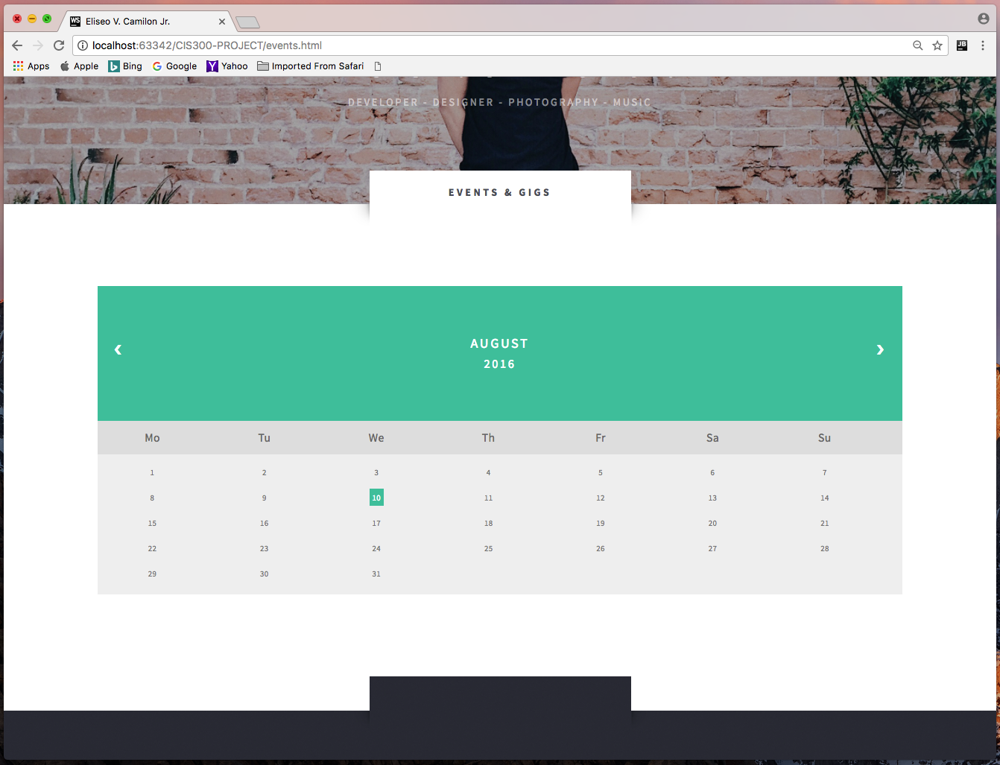 WS Eliseo V. Camilon Jr.
localhost:63342/CIS300-PROJECT/events.html
JB
Apps Apple Bing Google Yahoo Imported From Safari
DEVELOPER - DESIGNER - PHOTOGRAPHY - MUSIC
EVENTS & GIGS
‹ AUGUST ›
2016
Mo Tu We Th Fr Sa Su
1 2 3 4 5 6 7
8 9 10 11 12 13 14
15 16 17 18 19 20 21
22 23 24 25 26 27 28
29 30 31